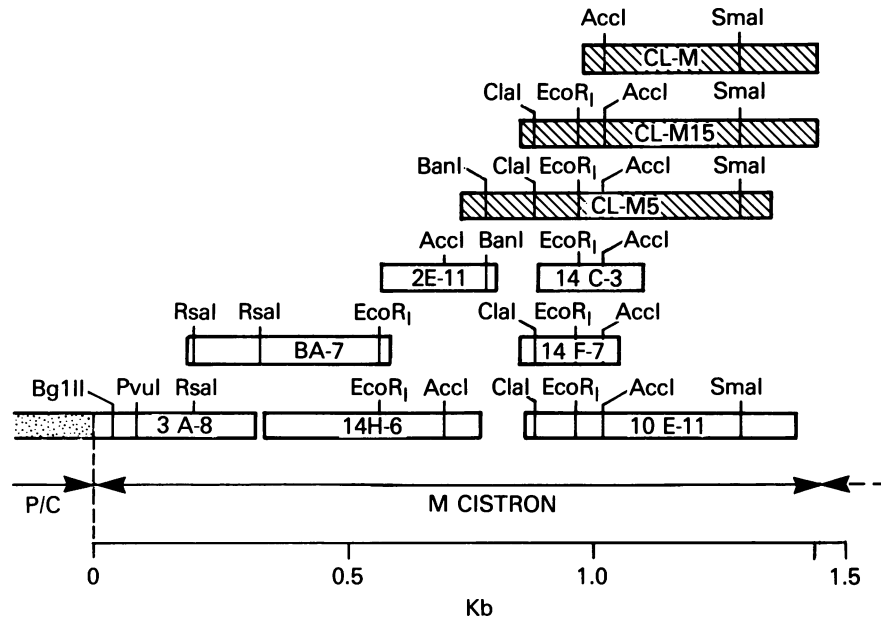 AccI SmaI
CL-M
ClaI EcoRI AccI SmaI
CL-M15
BanI ClaI EcoRI AccI SmaI
CL-M5
AccI BanI EcoRI AccI
2E-11 14 C-3
RsaI RsaI EcoRI ClaI EcoRI AccI
BA-7 14 F-7
Bg1II PvuI RsaI EcoRI AccI ClaI EcoRI AccI SmaI
3 A-8 14H-6 10 E-11
P/C M CISTRON
0 0.5 1.0 1.5
Kb